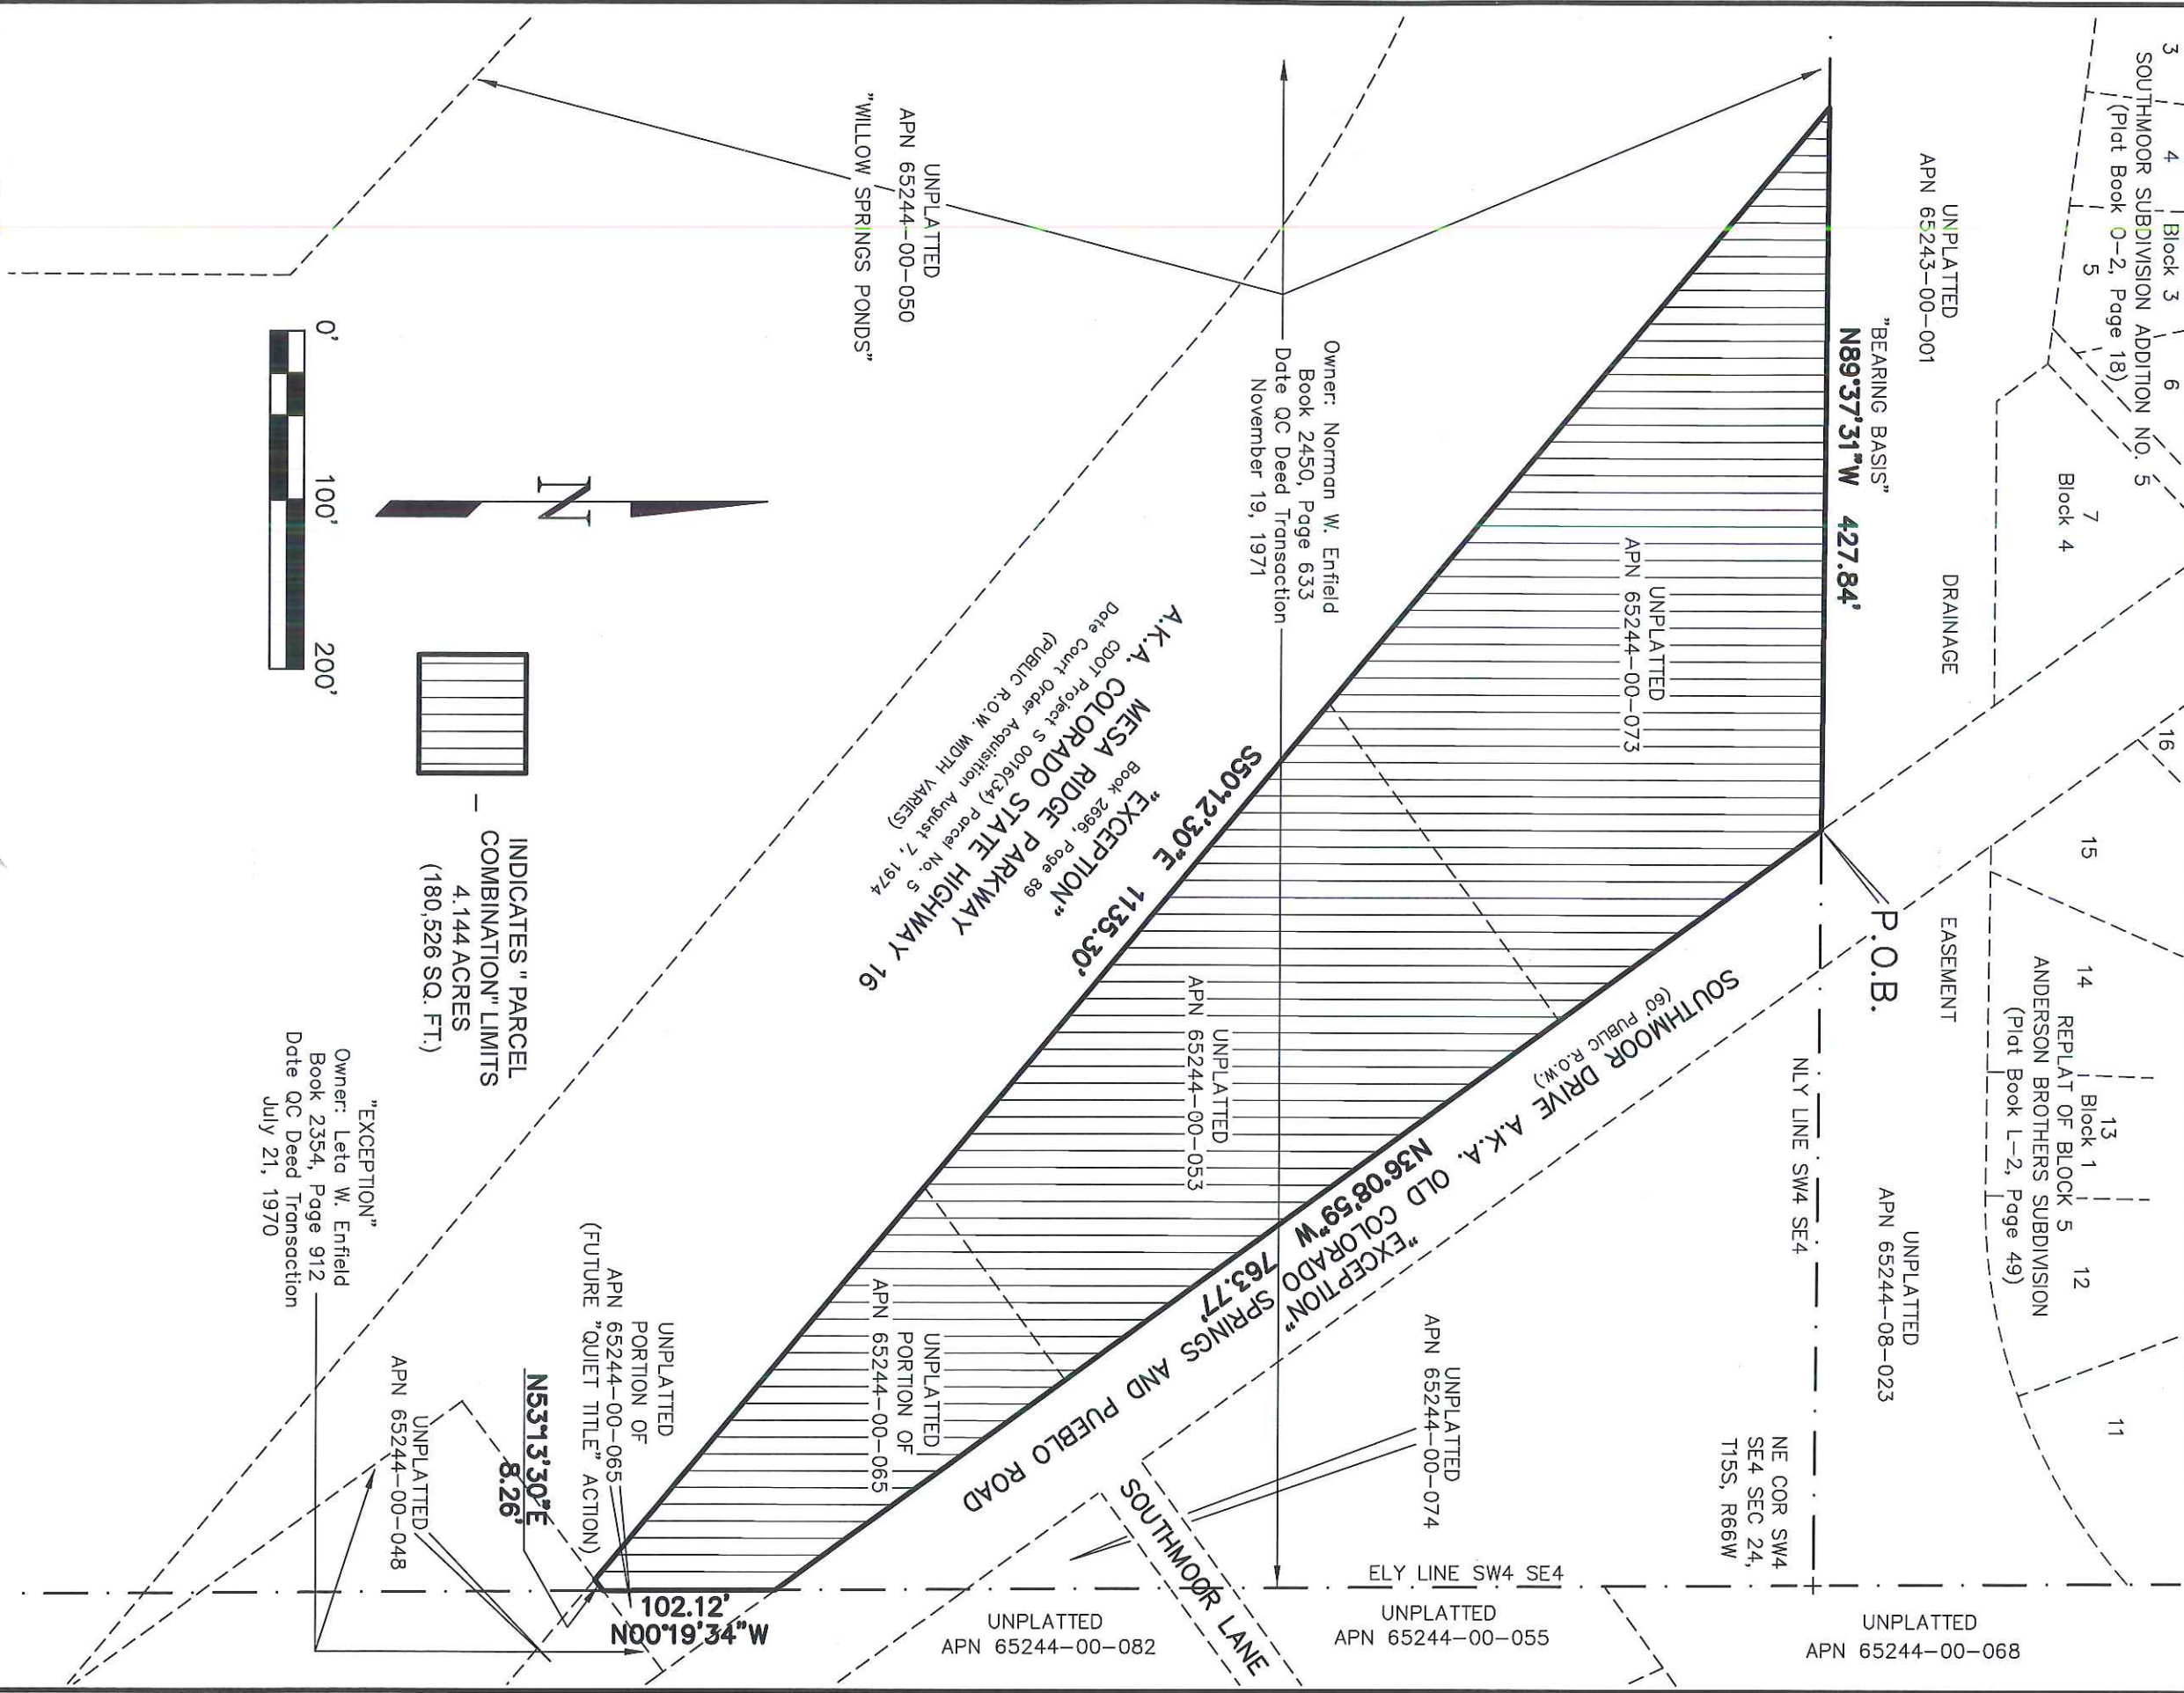 3
4
Block 3
5
6
SOUTHMOOR SUBDIVISION ADDITION NO. 5
(Plat Book O-2, Page 18)
7
Block 4
16
15
14
13
12
11
REPLAT OF BLOCK 5
Block 1
ANDERSON BROTHERS SUBDIVISION
(Plat Book L-2, Page 49)
UNPLATTED
APN 65243-00-001
DRAINAGE
EASEMENT
UNPLATTED
APN 65244-08-023
"BEARING BASIS"
N89°37'31"W 427.84'
P.O.B.
NLY LINE SW4 SE4
NE COR SW4
SE4 SEC 24,
T15S, R66W
UNPLATTED
APN 65244-00-068
UNPLATTED
APN 65244-00-073
SOUTHMOOR DRIVE A.K.A. OLD COLORADO SPRINGS AND PUEBLO ROAD
(60' PUBLIC R.O.W.)
"EXCEPTION"
N36°08'59"W 763.77'
UNPLATTED
APN 65244-00-074
SOUTHMOOR LANE
ELY LINE SW4 SE4
UNPLATTED
APN 65244-00-055
UNPLATTED
APN 65244-00-082
Owner: Norman W. Enfield
Book 2450, Page 633
Date QC Deed Transaction
November 19, 1971
UNPLATTED
APN 65244-00-053
S50°12'30"E 1135.30'
"EXCEPTION"
Book 2696, Page 89
MESA RIDGE PARKWAY
A.K.A. COLORADO STATE HIGHWAY 16
CDOT Project S 0016(34) Parcel No. 5
Date Court Order Acquisition August 7, 1974
(PUBLIC R.O.W. WIDTH VARIES)
UNPLATTED
APN 65244-00-050
"WILLOW SPRINGS PONDS"
UNPLATTED
PORTION OF
APN 65244-00-065
UNPLATTED
PORTION OF
APN 65244-00-065
(FUTURE "QUIET TITLE" ACTION)
N53°13'30"E
8.26'
102.12'
N00°19'34"W
UNPLATTED
APN 65244-00-048
N
0'
100'
200'
— INDICATES " PARCEL
COMBINATION" LIMITS
4.144 ACRES
(180,526 SQ. FT.)
"EXCEPTION"
Owner: Leta W. Enfield
Book 2354, Page 912
Date QC Deed Transaction
July 21, 1970